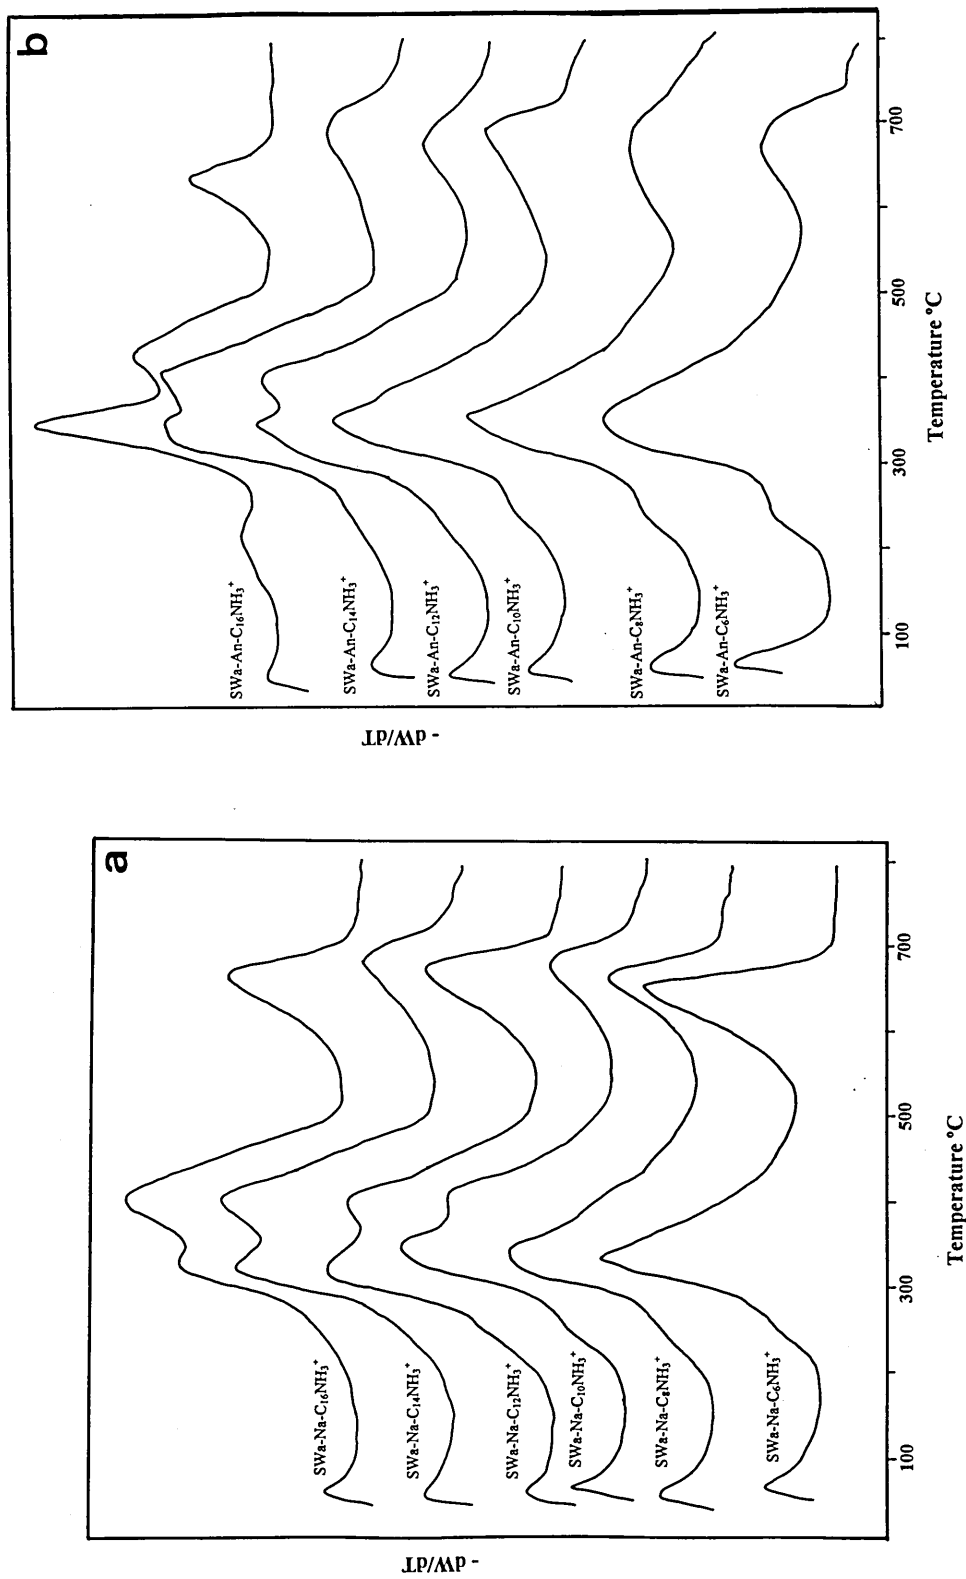 a
SWa-Na-C₁₆NH₃⁺
SWa-Na-C₁₄NH₃⁺
SWa-Na-C₁₂NH₃⁺
SWa-Na-C₁₀NH₃⁺
SWa-Na-C₈NH₃⁺
SWa-Na-C₆NH₃⁺
100
300
500
700
Temperature °C
- dW/dT
b
SWa-An-C₁₆NH₃⁺
SWa-An-C₁₄NH₃⁺
SWa-An-C₁₂NH₃⁺
SWa-An-C₁₀NH₃⁺
SWa-An-C₈NH₃⁺
SWa-An-C₆NH₃⁺
100
300
500
700
Temperature °C
- dW/dT